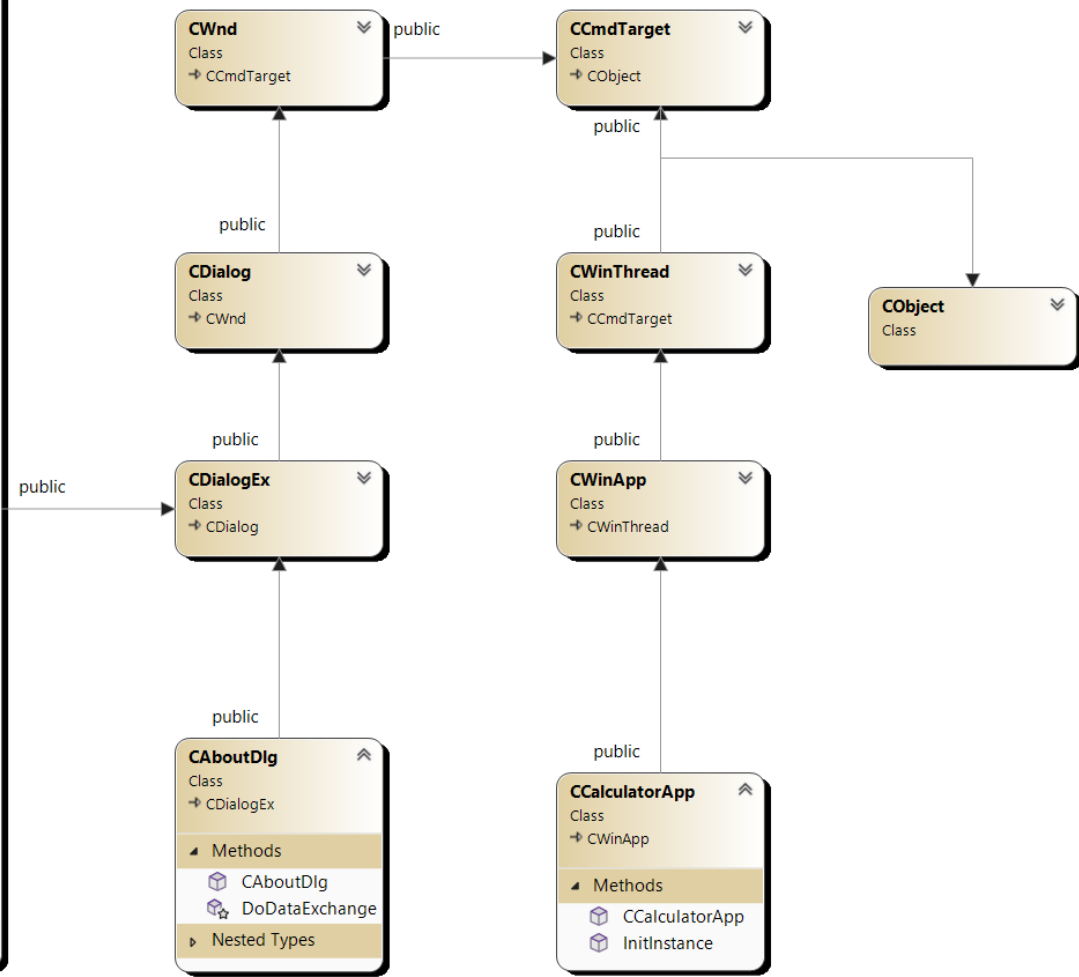 CWnd
Class
CCmdTarget
public
CCmdTarget
Class
CObject
public
public
CDialog
Class
CWnd
public
CWinThread
Class
CCmdTarget
CObject
Class
public
CDialogEx
Class
CDialog
public
CWinApp
Class
CWinThread
public
public
CAboutDlg
Class
CDialogEx
Methods
CAboutDlg
DoDataExchange
Nested Types
public
CCalculatorApp
Class
CWinApp
Methods
CCalculatorApp
InitInstance